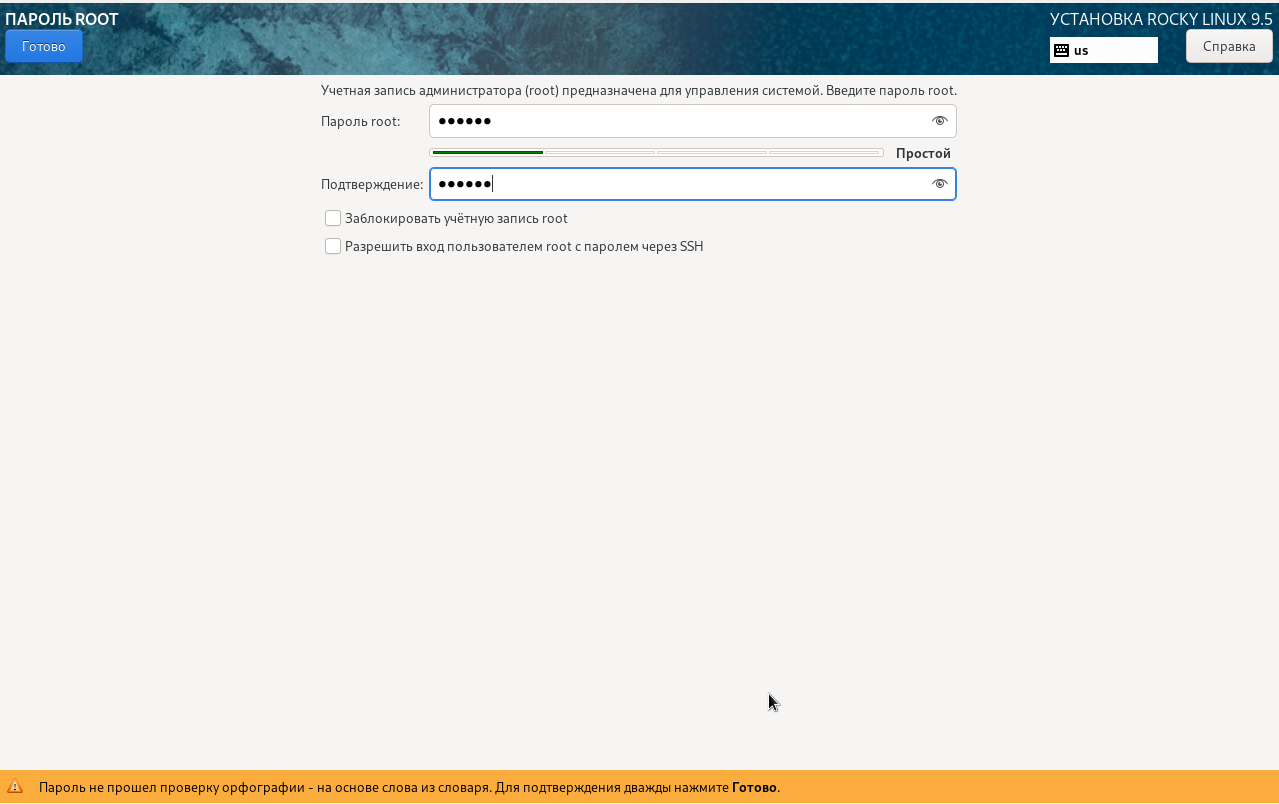 ПАРОЛЬ ROOT
УСТАНОВКА ROCKY LINUX 9.5
Готово
us
Справка
Учетная запись администратора (root) предназначена для управления системой. Введите пароль root.
Пароль root: ●●●●●●
Простой
Подтверждение: ●●●●●●
Заблокировать учётную запись root
Разрешить вход пользователем root с паролем через SSH
Пароль не прошел проверку орфографии - на основе слова из словаря. Для подтверждения дважды нажмите Готово.